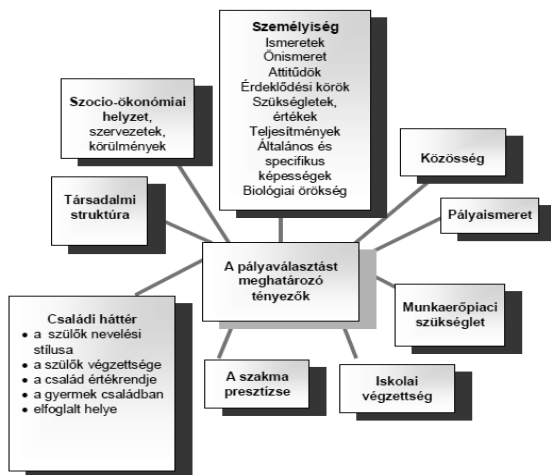 Személyiség
Ismeretek
Önismeret
Attitűdök
Érdeklődési körök
Szükségletek,
értékek
Teljesítmények
Általános és
specifikus
képességek
Biológiai örökség
Szocio-ökonómiai
helyzet,
szervezetek,
körülmények
Közösség
Társadalmi
struktúra
Pályaismeret
A pályaválasztást
meghatározó
tényezők
Munkaerőpiaci
szükséglet
Családi háttér
• a szülők nevelési
stílusa
• a szülők végzettsége
• a család értékrendje
• a gyermek családban
• elfoglalt helye
A szakma
presztízse
Iskolai
végzettség